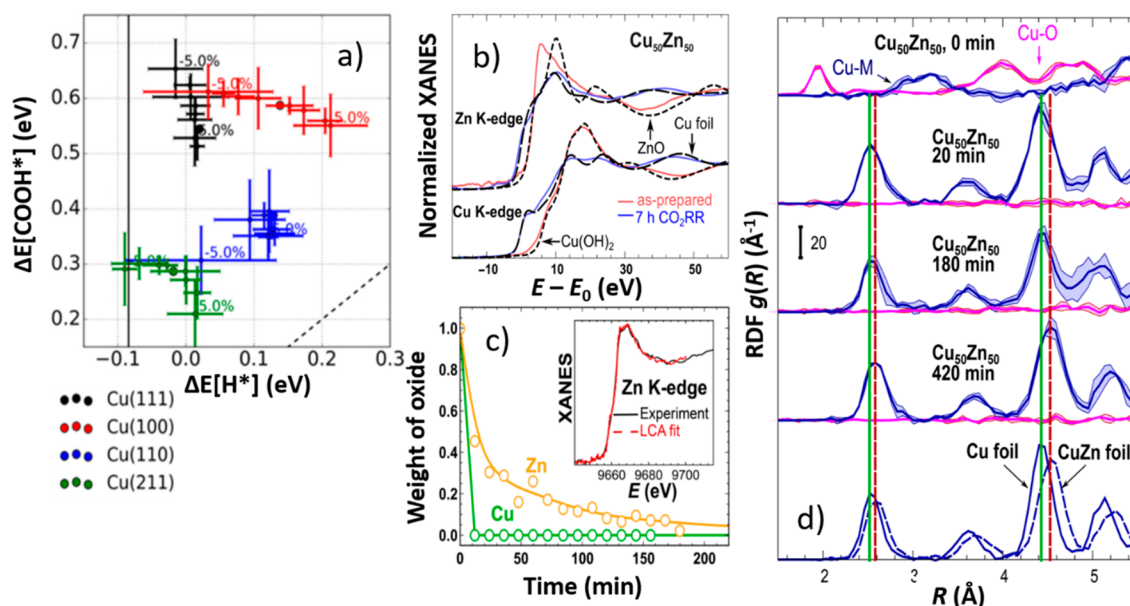 a)
ΔE[COOH*] (eV)
0.7
0.6
0.5
0.4
0.3
0.2
-5.0%
-5.0%
5.0%
5.0%
-5.0%
5.0%
−0.1
0.0
0.1
0.2
0.3
ΔE[H*] (eV)
Cu(111)
Cu(100)
Cu(110)
Cu(211)
b)
Cu50Zn50
Normalized XANES
Zn K-edge
Cu foil
ZnO
Cu K-edge
as-prepared
7 h CO2RR
Cu(OH)2
-20
0
20
40
60
E − E0 (eV)
c)
Weight of oxide
1.0
0.8
0.6
0.4
0.2
0.0
Zn
Cu
XANES
Zn K-edge
Experiment
LCA fit
9660
9680
9700
E (eV)
0
50
100
150
200
Time (min)
Cu50Zn50, 0 min
Cu-O
Cu-M
Cu50Zn50
20 min
20
Cu50Zn50
180 min
Cu50Zn50
420 min
Cu foil
CuZn foil
d)
RDF g(R) (Å-1)
2
3
4
5
R (Å)